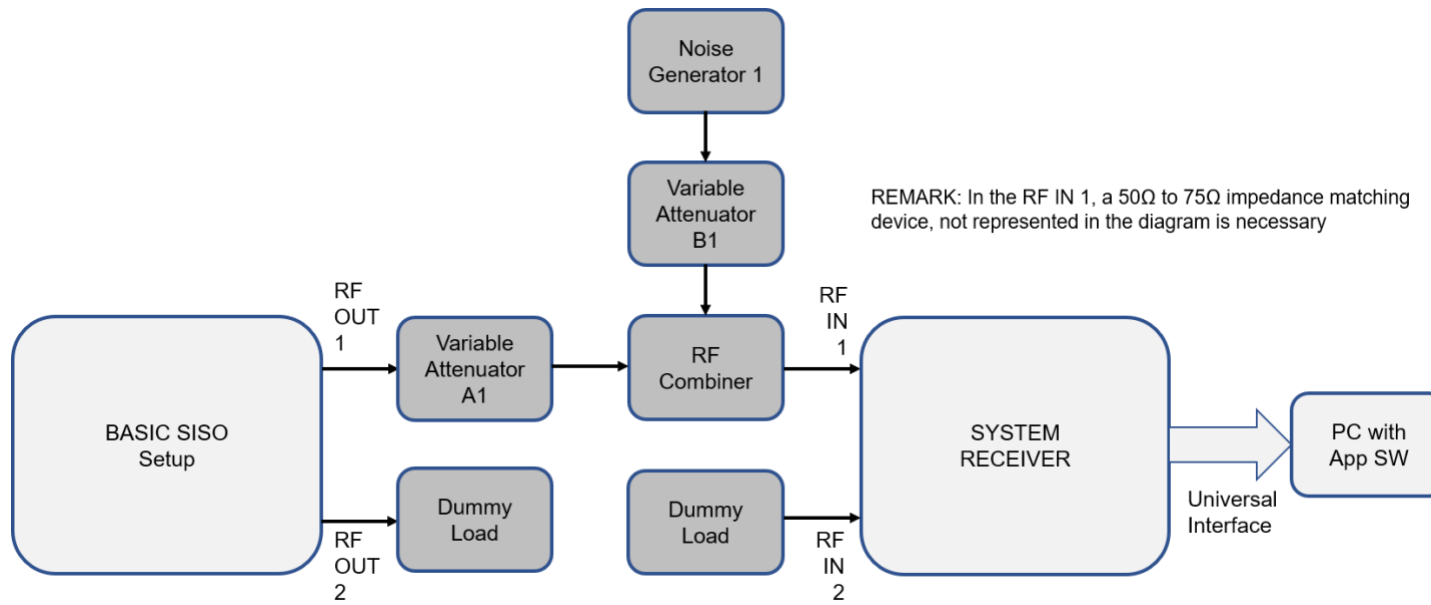 Noise
Generator 1
Variable
Attenuator
B1
REMARK: In the RF IN 1, a 50Ω to 75Ω impedance matching
device, not represented in the diagram is necessary
RF
OUT
1
Variable
Attenuator
A1
RF
Combiner
RF
IN
1
BASIC SISO
Setup
SYSTEM
RECEIVER
PC with
App SW
Universal
Interface
Dummy
Load
RF
OUT
2
Dummy
Load
RF
IN
2